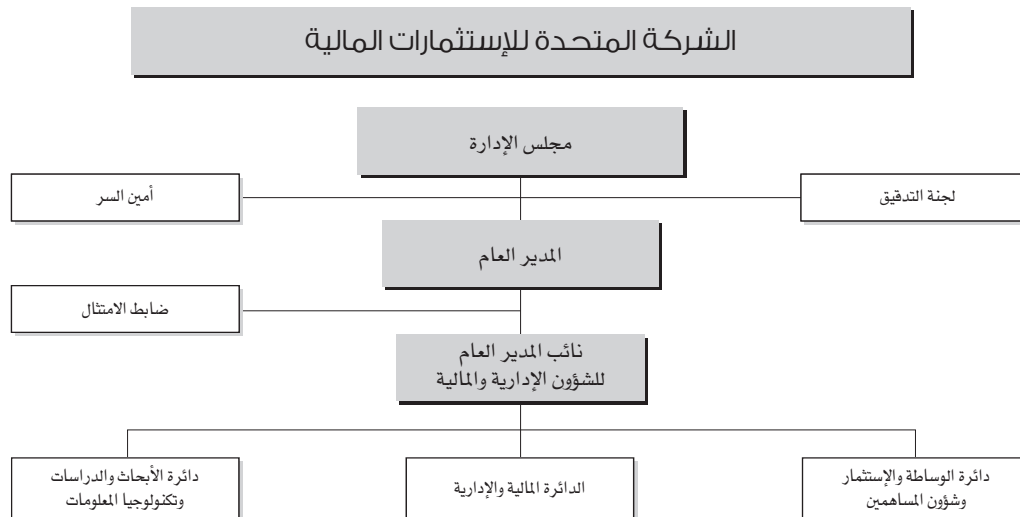 الشركة المتحدة للإستثمارات المالية
مجلس الإدارة
لجنة التدقيق
أمين السر
المدير العام
ضابط الامتثال
نائب المدير العام
للشؤون الإدارية والمالية
دائرة الوساطة والإستثمار
وشؤون المساهمين
الدائرة المالية والإدارية
دائرة الأبحاث والدراسات
وتكنولوجيا المعلومات